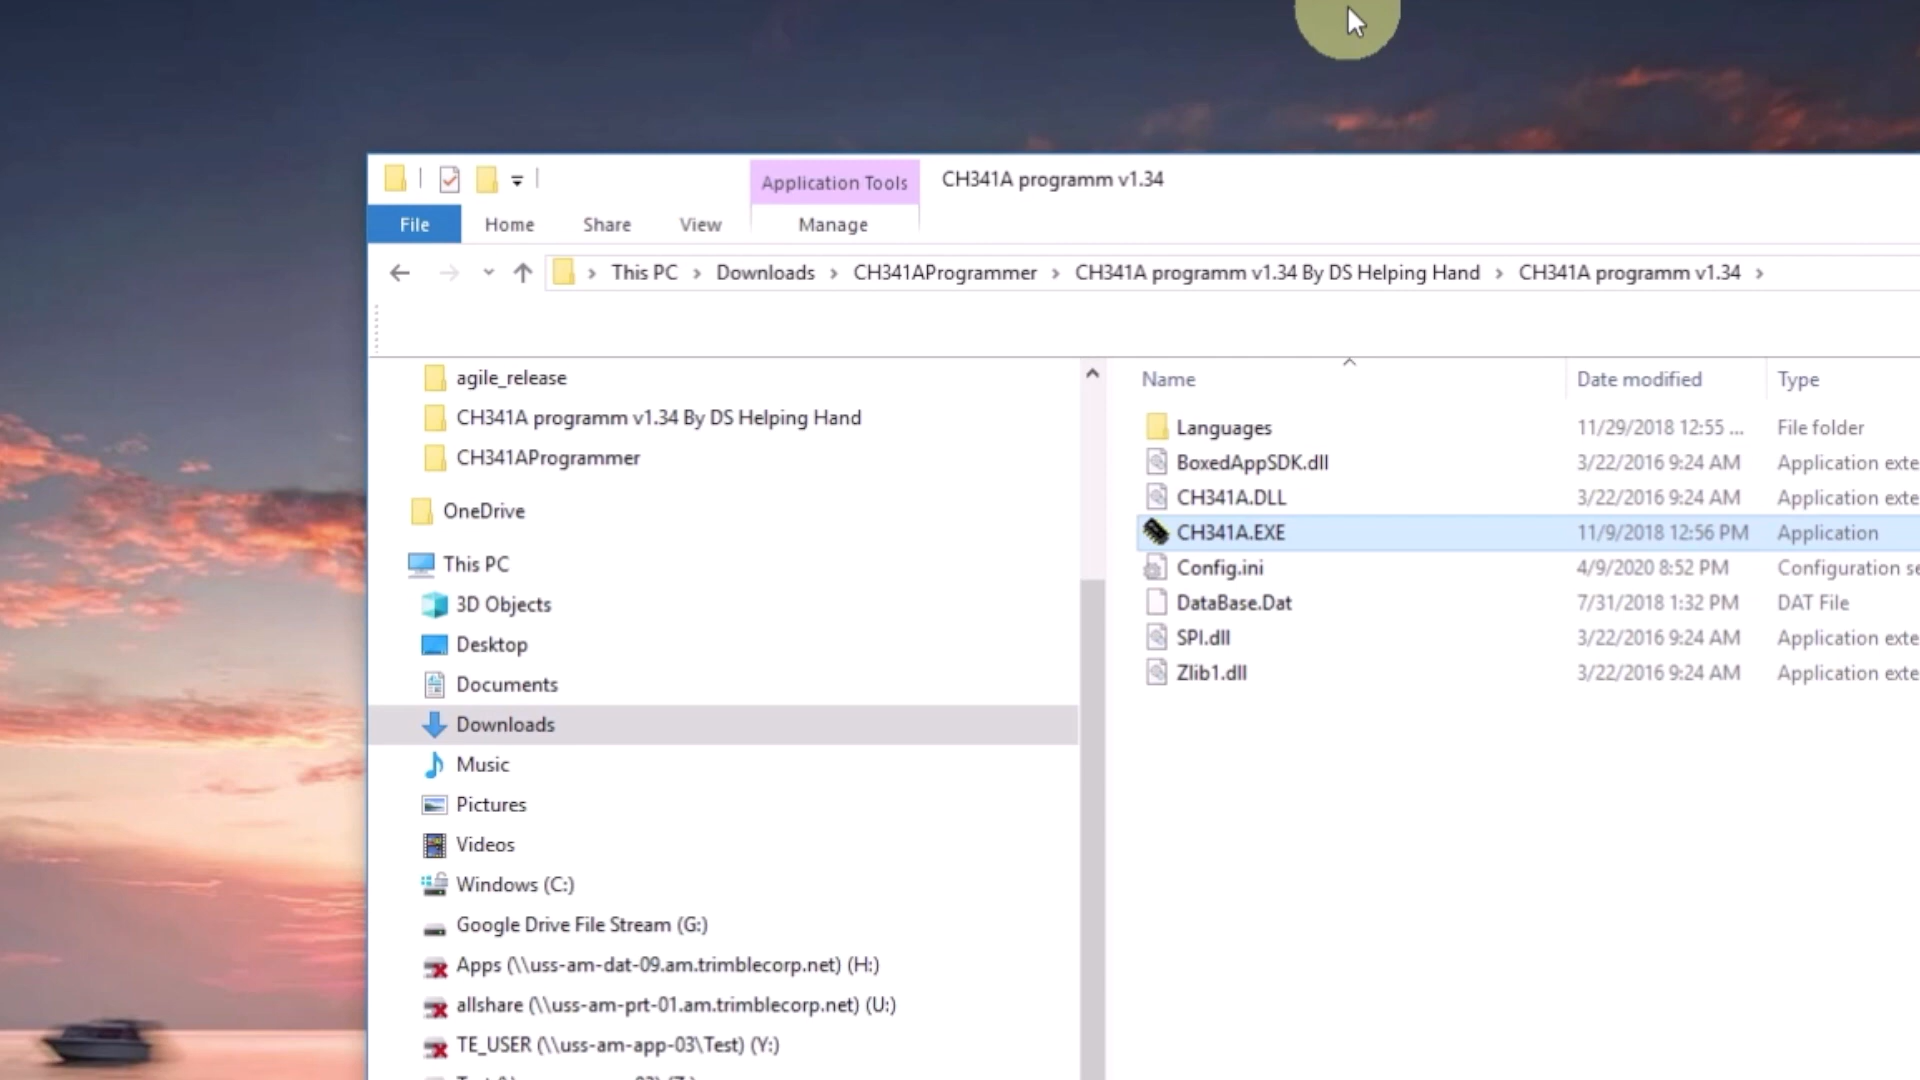 Application Tools
CH341A programm v1.34
File Home Share View Manage
This PC > Downloads > CH341AProgrammer > CH341A programm v1.34 By DS Helping Hand > CH341A programm v1.34 >
agile_release
CH341A programm v1.34 By DS Helping Hand
CH341AProgrammer
OneDrive
This PC
3D Objects
Desktop
Documents
Downloads
Music
Pictures
Videos
Windows (C:)
Google Drive File Stream (G:)
Apps (\\uss-am-dat-09.am.trimblecorp.net) (H:)
allshare (\\uss-am-prt-01.am.trimblecorp.net) (U:)
TE_USER (\\uss-am-app-03\Test) (Y:)
Name Date modified Type
Languages 11/29/2018 12:55 ... File folder
BoxedAppSDK.dll 3/22/2016 9:24 AM Application exte
CH341A.DLL 3/22/2016 9:24 AM Application exte
CH341A.EXE 11/9/2018 12:56 PM Application
Config.ini 4/9/2020 8:52 PM Configuration se
DataBase.Dat 7/31/2018 1:32 PM DAT File
SPI.dll 3/22/2016 9:24 AM Application exte
Zlib1.dll 3/22/2016 9:24 AM Application exte